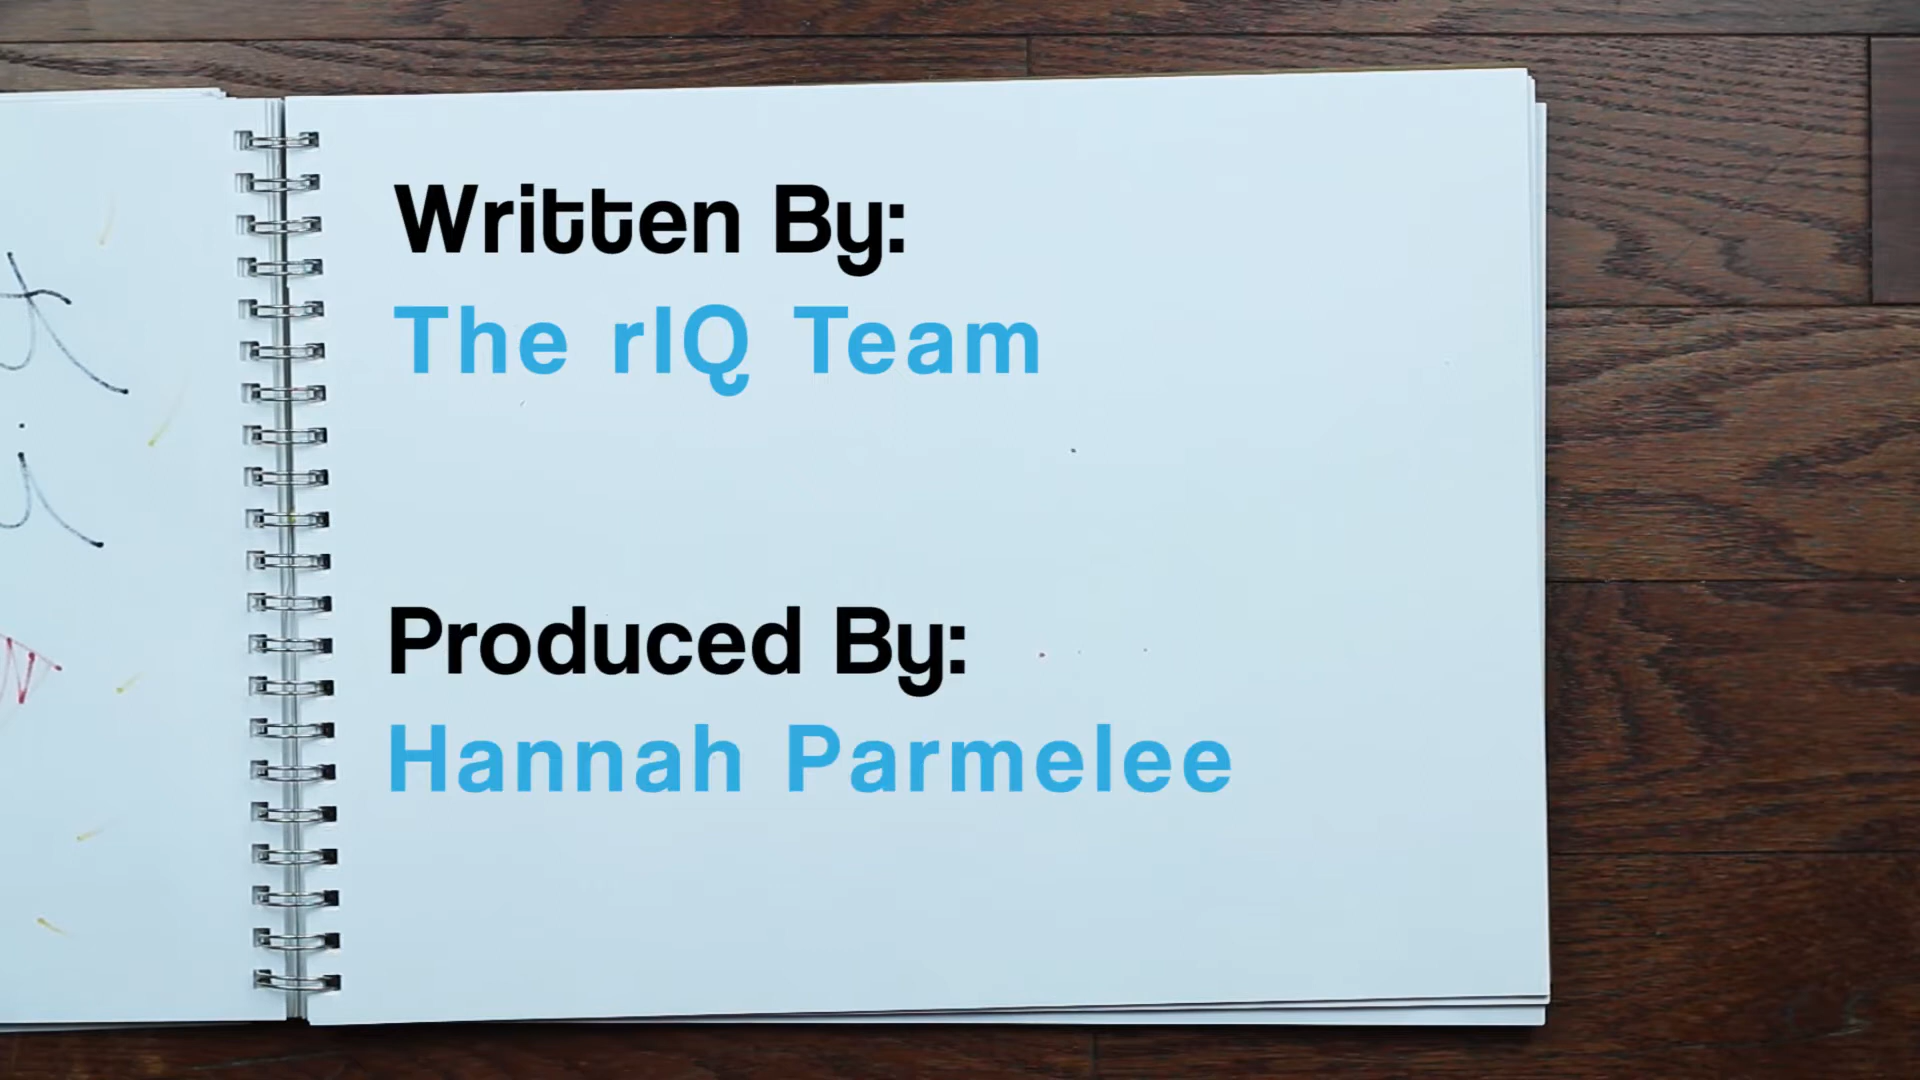 Written By:
The rIQ Team
Produced By:
Hannah Parmelee